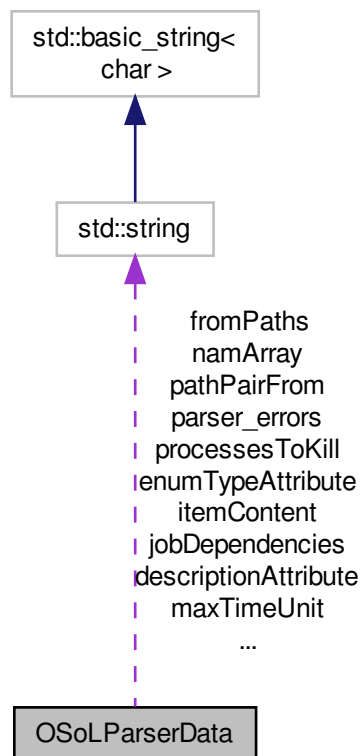 std::basic_string<
char >
std::string
fromPaths
namArray
pathPairFrom
parser_errors
processesToKill
enumTypeAttribute
itemContent
jobDependencies
descriptionAttribute
maxTimeUnit
...
OSoLParserData